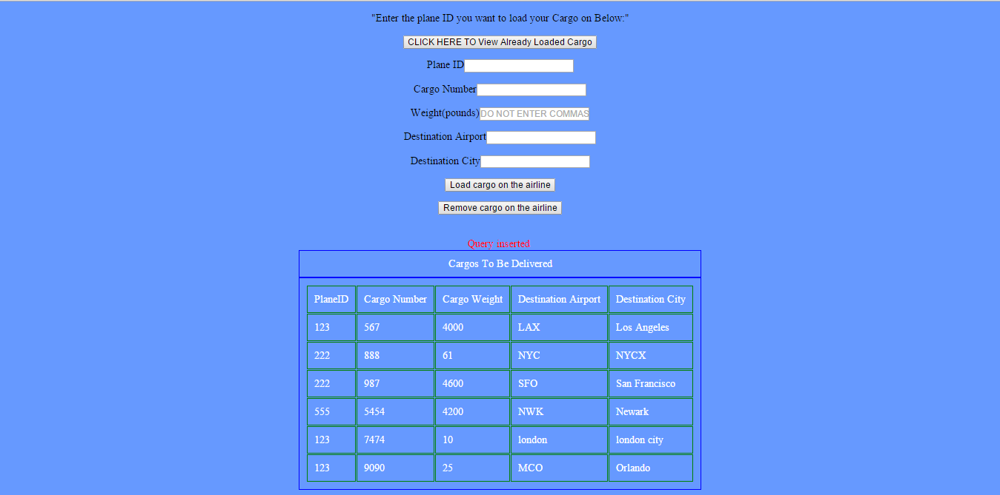 "Enter the plane ID you want to load your Cargo on Below:"
CLICK HERE TO View Already Loaded Cargo
Plane ID
Cargo Number
Weight(pounds) DO NOT ENTER COMMAS
Destination Airport
Destination City
Load cargo on the airline
Remove cargo on the airline
Query inserted
Cargos To Be Delivered
PlaneID Cargo Number Cargo Weight Destination Airport Destination City
123 567 4000 LAX Los Angeles
222 888 61 NYC NYCX
222 987 4600 SFO San Francisco
555 5454 4200 NWK Newark
123 7474 10 london london city
123 9090 25 MCO Orlando